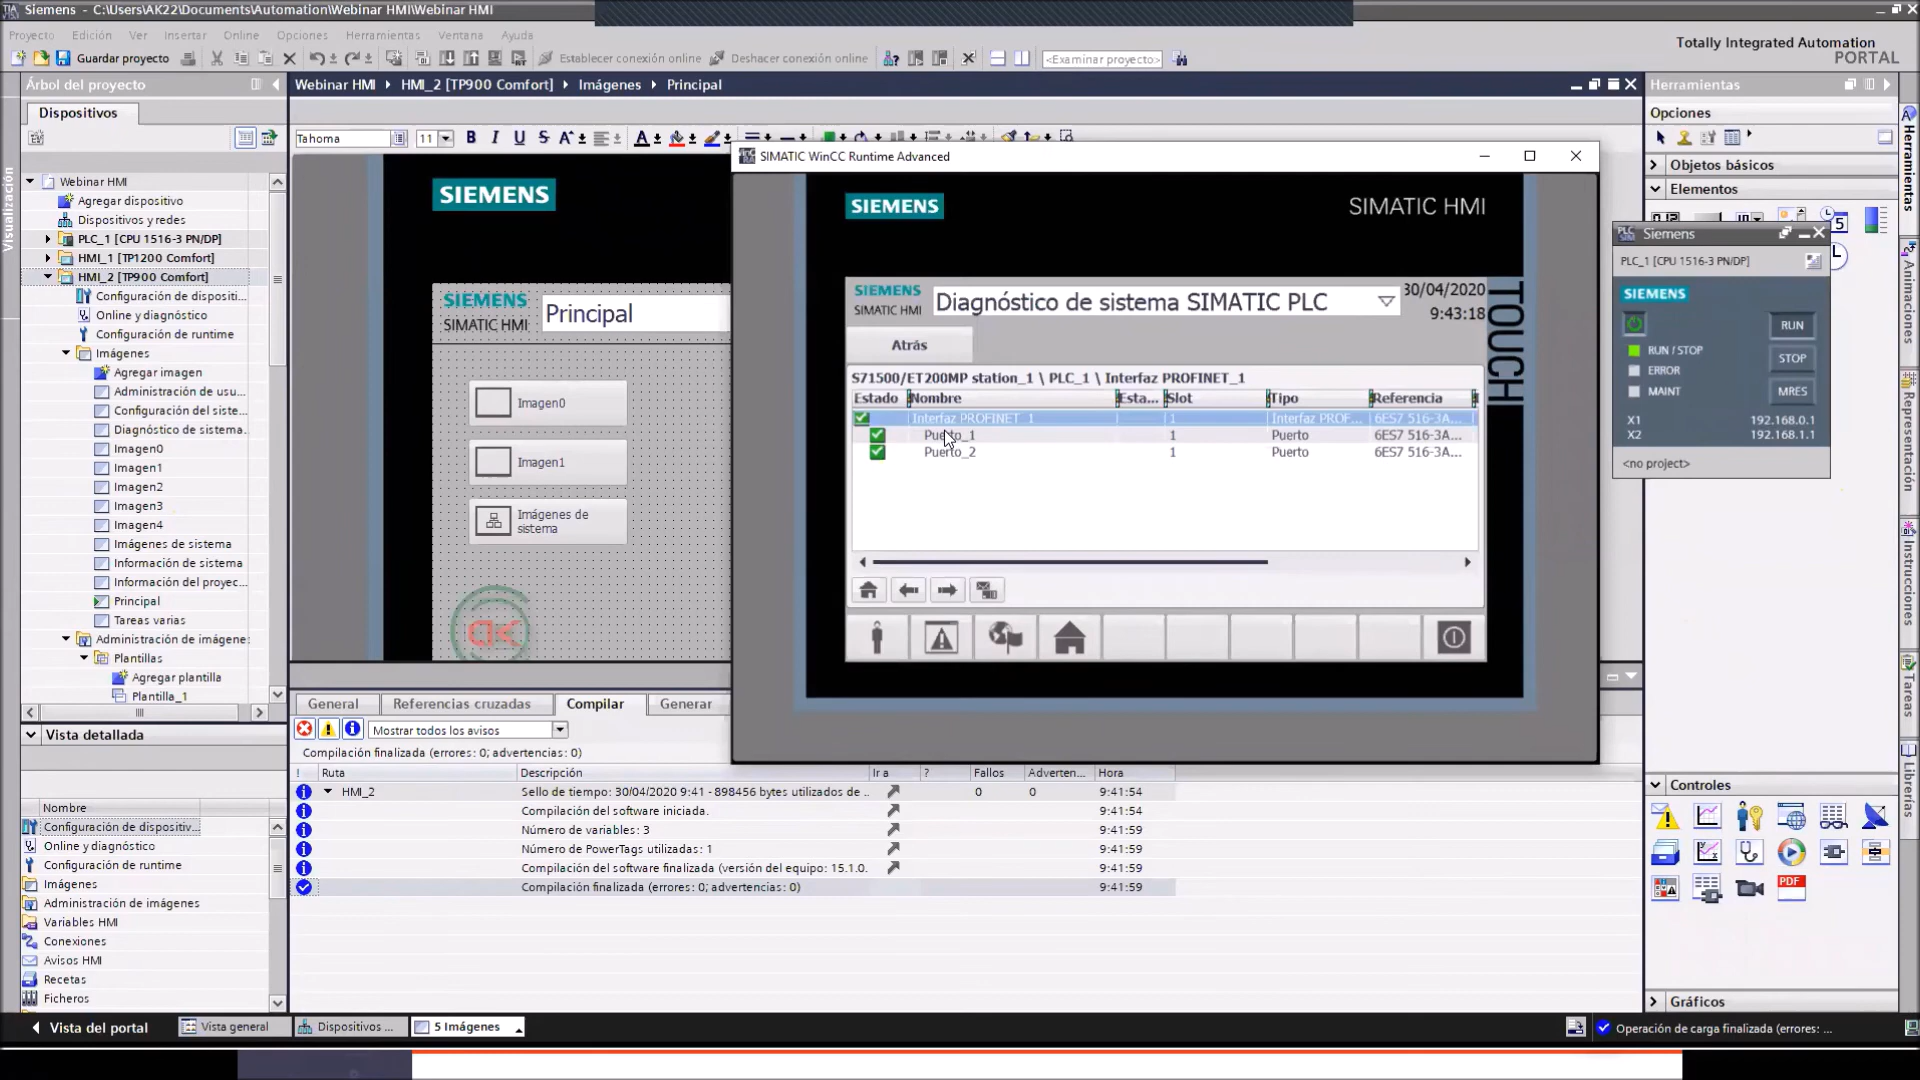 Siemens - C:\Users\AK22\Documents\Automation\Webinar HMI\Webinar HMI
Proyecto Edición Ver Insertar Online Opciones Herramientas Ventana Ayuda
Guardar proyecto Establecer conexión online Deshacer conexión online <Examinar proyecto>
Totally Integrated Automation
PORTAL
Árbol del proyecto
Dispositivos
Visualización
Webinar HMI
Agregar dispositivo
Dispositivos y redes
PLC_1 [CPU 1516-3 PN/DP]
HMI_1 [TP1200 Comfort]
HMI_2 [TP900 Comfort]
Configuración de dispositi...
Online y diagnóstico
Configuración de runtime
Imágenes
Agregar imagen
Administración de usu...
Configuración del siste...
Diagnóstico de sistema...
Imagen0
Imagen1
Imagen2
Imagen3
Imagen4
Imágenes de sistema
Información de sistema
Información del proyec...
Principal
Tareas varias
Administración de imágene:
Plantillas
Agregar plantilla
Plantilla_1
Vista detallada
Nombre
Configuración de dispositiv...
Online y diagnóstico
Configuración de runtime
Imágenes
Administración de imágenes
Variables HMI
Conexiones
Avisos HMI
Recetas
Ficheros
Webinar HMI HMI_2 [TP900 Comfort] Imágenes Principal
Tahoma 11 B I U S A A
SIEMENS
SIEMENS
SIMATIC HMI
Principal
Imagen0
Imagen1
Imágenes de
sistema
ak
SIMATIC WinCC Runtime Advanced
SIEMENS
SIMATIC HMI
SIEMENS
SIMATIC HMI
Diagnóstico de sistema SIMATIC PLC
30/04/2020
9:43:18
TOUCH
Atrás
S71500/ET200MP station_1 \ PLC_1 \ Interfaz PROFINET_1
Estado Nombre Esta... Slot Tipo Referencia
Interfaz PROFINET_1 1 Interfaz PROF... 6ES7 516-3A...
Puerto_1 1 Puerto 6ES7 516-3A...
Puerto_2 1 Puerto 6ES7 516-3A...
General Referencias cruzadas Compilar Generar
Mostrar todos los avisos
Compilación finalizada (errores: 0; advertencias: 0)
! Ruta Descripción Ir a ? Fallos Adverten... Hora
HMI_2 Sello de tiempo: 30/04/2020 9:41 - 898456 bytes utilizados de .. 0 0 9:41:54
Compilación del software iniciada. 9:41:54
Número de variables: 3 9:41:59
Número de PowerTags utilizadas: 1 9:41:59
Compilación del software finalizada (versión del equipo: 15.1.0. 9:41:59
Compilación finalizada (errores: 0; advertencias: 0) 9:41:59
Herramientas
Opciones
Objetos básicos
Elementos
5
Siemens
PLC_1 [CPU 1516-3 PN/DP]
SIEMENS
RUN
RUN / STOP
STOP
ERROR
MAINT
MRES
X1 192.168.0.1
X2 192.168.1.1
<no project>
Controles
PDF
Gráficos
Herramientas
Animaciones
Representación
Instrucciones
Tareas
Librerías
Vista del portal Vista general Dispositivos ... 5 Imágenes Operación de carga finalizada (errores: ...